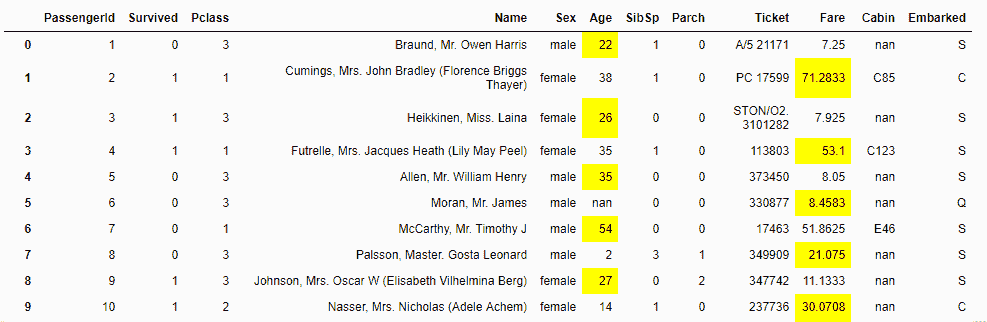 PassengerId Survived Pclass Name Sex Age SibSp Parch Ticket Fare Cabin Embarked
0 1 0 3 Braund, Mr. Owen Harris male 22 1 0 A/5 21171 7.25 nan S
1 2 1 1 Cumings, Mrs. John Bradley (Florence Briggs
Thayer) female 38 1 0 PC 17599 71.2833 C85 C
2 3 1 3 Heikkinen, Miss. Laina female 26 0 0 STON/O2.
3101282 7.925 nan S
3 4 1 1 Futrelle, Mrs. Jacques Heath (Lily May Peel) female 35 1 0 113803 53.1 C123 S
4 5 0 3 Allen, Mr. William Henry male 35 0 0 373450 8.05 nan S
5 6 0 3 Moran, Mr. James male nan 0 0 330877 8.4583 nan Q
6 7 0 1 McCarthy, Mr. Timothy J male 54 0 0 17463 51.8625 E46 S
7 8 0 3 Palsson, Master. Gosta Leonard male 2 3 1 349909 21.075 nan S
8 9 1 3 Johnson, Mrs. Oscar W (Elisabeth Vilhelmina Berg) female 27 0 2 347742 11.1333 nan S
9 10 1 2 Nasser, Mrs. Nicholas (Adele Achem) female 14 1 0 237736 30.0708 nan C